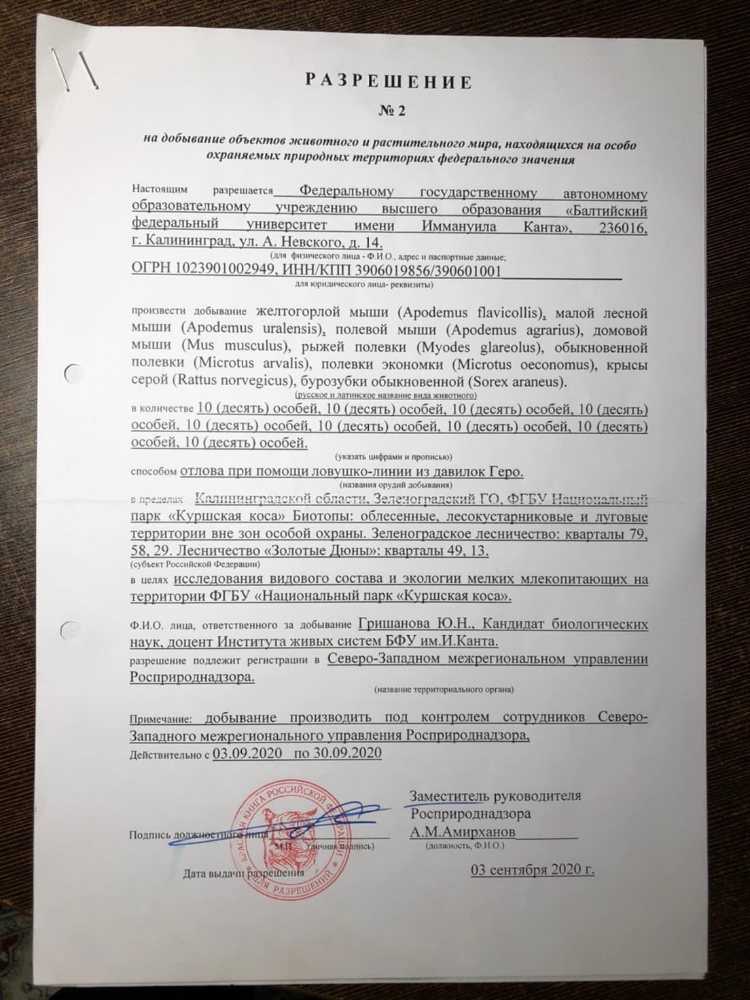 РАЗРЕШЕНИЕ
№ 2
на добывание объектов животного и растительного мира, находящихся на особо
охраняемых природных территориях федерального значения
Настоящим разрешается Федеральному государственному автономному
образовательному учреждению высшего образования «Балтийский
федеральный университет имени Иммануила Канта», 236016,
г. Калининград, ул. А. Невского, д. 14.
(для физического лица - Ф.И.О., адрес и паспортные данные;
ОГРН 1023901002949, ИНН/КПП 3906019856/390601001
для юридического лица- реквизиты)
произвести добывание желтогорлой мыши (Apodemus flavicollis), малой лесной
мыши (Apodemus uralensis), полевой мыши (Apodemus agrarius), домовой
мыши (Mus musculus), рыжей полевки (Myodes glareolus), обыкновенной
полевки (Microtus arvalis), полевки экономки (Microtus oeconomus), крысы
серой (Rattus norvegicus), бурозубки обыкновенной (Sorex araneus).
(русское и латинское название вида животного)
в количестве 10 (десять) особей, 10 (десять) особей, 10 (десять) особей, 10 (десять)
особей, 10 (десять) особей, 10 (десять) особей, 10 (десять) особей, 10 (десять)
особей, 10 (десять) особей.
(указать цифрами и прописью)
способом отлова при помощи ловушко-линии из давилок Геро.
(названия орудий добывания)
в пределах Калининградской области, Зеленоградский ГО, ФГБУ Национальный
парк «Куршская коса» Биотопы: облесенные, лесокустарниковые и луговые
территории вне зон особой охраны. Зеленоградское лесничество: кварталы 79,
58, 29. Лесничество «Золотые Дюны»: кварталы 49, 13.
(субъект Российской Федерации)
в целях исследования видового состава и экологии мелких млекопитающих на
территории ФГБУ «Национальный парк «Куршская коса».
Ф.И.О. лица, ответственного за добывание Гришанова Ю.Н., Кандидат биологических
наук, доцент Института живых систем БФУ им.И.Канта.
разрешение подлежит регистрации в Северо-Западном межрегиональном управлении
Росприроднадзора.
(название территориального органа)
Примечание: добывание производить под контролем сотрудников Северо-
Западного межрегионального управления Росприроднадзора,
Действительно с 03.09.2020 по 30.09.2020
Заместитель руководителя
Росприроднадзора
Подпись должностного лица А.М.Амирханов
М.П. (личная подпись) (должность, Ф.И.О.)
Дата выдачи разрешения 03 сентября 2020 г.
КРАСНАЯ КНИГА РОССИЙСКОЙ ФЕДЕРАЦИИ
* ДЛЯ РАЗРЕШЕНИЙ *